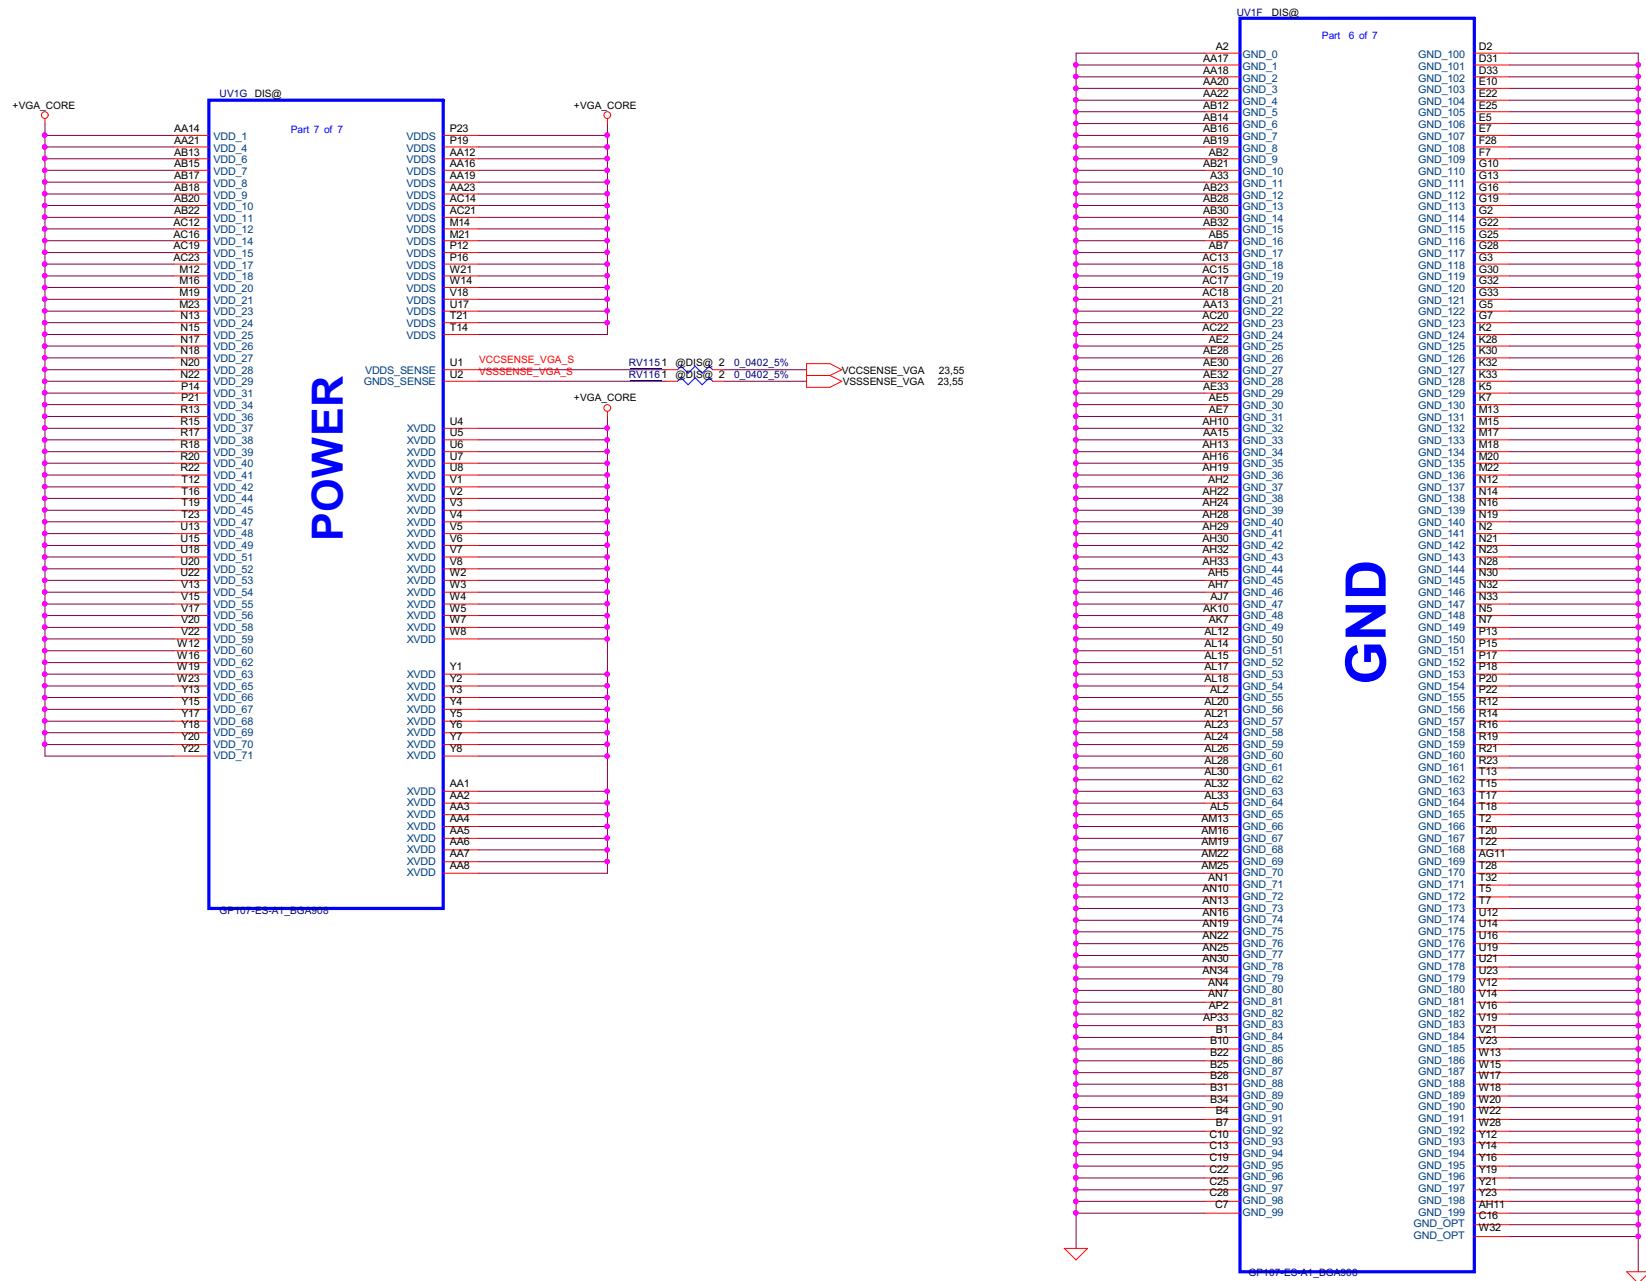 UV1G DIS@
+VGA_CORE
Part 7 of 7
AA14 VDD_1
AA21 VDD_4
AB13 VDD_6
AB15 VDD_7
AB17 VDD_8
AB18 VDD_9
AB20 VDD_10
AB22 VDD_11
AC12 VDD_12
AC16 VDD_14
AC19 VDD_15
AC23 VDD_17
M12 VDD_18
M16 VDD_20
M19 VDD_21
M23 VDD_23
N13 VDD_24
N15 VDD_25
N17 VDD_26
N18 VDD_27
N20 VDD_28
N22 VDD_29
P14 VDD_31
P21 VDD_34
R13 VDD_36
R15 VDD_37
R17 VDD_38
R18 VDD_39
R20 VDD_40
R22 VDD_41
T12 VDD_42
T16 VDD_44
T19 VDD_45
T23 VDD_47
U13 VDD_48
U15 VDD_49
U18 VDD_51
U20 VDD_52
U22 VDD_53
V13 VDD_54
V15 VDD_55
V17 VDD_56
V20 VDD_58
V22 VDD_59
W12 VDD_60
W16 VDD_62
W19 VDD_63
W23 VDD_65
Y13 VDD_66
Y15 VDD_67
Y17 VDD_68
Y18 VDD_69
Y20 VDD_70
Y22 VDD_71
POWER
+VGA_CORE
VDDS P23
VDDS P19
VDDS AA12
VDDS AA16
VDDS AA19
VDDS AA23
VDDS AC14
VDDS AC21
VDDS M14
VDDS M21
VDDS P12
VDDS P16
VDDS W21
VDDS W14
VDDS V18
VDDS U17
VDDS T21
VDDS T14
VDDS_SENSE U1 VCCSENSE_VGA_S RV115 1 @DIS@ 2 0_0402_5% VCCSENSE_VGA 23,55
GNDS_SENSE U2 VSSSENSE_VGA_S RV116 1 @DIS@ 2 0_0402_5% VSSSENSE_VGA 23,55
+VGA_CORE
XVDD U4
XVDD U5
XVDD U6
XVDD U7
XVDD U8
XVDD V1
XVDD V2
XVDD V3
XVDD V4
XVDD V5
XVDD V6
XVDD V7
XVDD V8
XVDD W2
XVDD W3
XVDD W4
XVDD W5
XVDD W7
XVDD W8
XVDD Y1
XVDD Y2
XVDD Y3
XVDD Y4
XVDD Y5
XVDD Y6
XVDD Y7
XVDD Y8
XVDD AA1
XVDD AA2
XVDD AA3
XVDD AA4
XVDD AA5
XVDD AA6
XVDD AA7
XVDD AA8
GP107-ES-A1_BGA908
UV1F DIS@
Part 6 of 7
A2 GND_0
AA17 GND_1
AA18 GND_2
AA20 GND_3
AA22 GND_4
AB12 GND_5
AB14 GND_6
AB16 GND_7
AB19 GND_8
AB2 GND_9
AB21 GND_10
A33 GND_11
AB23 GND_12
AB28 GND_13
AB30 GND_14
AB32 GND_15
AB5 GND_16
AB7 GND_17
AC13 GND_18
AC15 GND_19
AC17 GND_20
AC18 GND_21
AA13 GND_22
AC20 GND_23
AC22 GND_24
AE2 GND_25
AE28 GND_26
AE30 GND_27
AE32 GND_28
AE33 GND_29
AE5 GND_30
AE7 GND_31
AH10 GND_32
AA15 GND_33
AH13 GND_34
AH16 GND_35
AH19 GND_36
AH2 GND_37
AH22 GND_38
AH24 GND_39
AH28 GND_40
AH29 GND_41
AH30 GND_42
AH32 GND_43
AH33 GND_44
AH5 GND_45
AH7 GND_46
AJ7 GND_47
AK10 GND_48
AK7 GND_49
AL12 GND_50
AL14 GND_51
AL15 GND_52
AL17 GND_53
AL18 GND_54
AL2 GND_55
AL20 GND_56
AL21 GND_57
AL23 GND_58
AL24 GND_59
AL26 GND_60
AL28 GND_61
AL30 GND_62
AL32 GND_63
AL33 GND_64
AL5 GND_65
AM13 GND_66
AM16 GND_67
AM19 GND_68
AM22 GND_69
AM25 GND_70
AN1 GND_71
AN10 GND_72
AN13 GND_73
AN16 GND_74
AN19 GND_75
AN22 GND_76
AN25 GND_77
AN30 GND_78
AN34 GND_79
AN4 GND_80
AN7 GND_81
AP2 GND_82
AP33 GND_83
B1 GND_84
B10 GND_85
B22 GND_86
B25 GND_87
B28 GND_88
B31 GND_89
B34 GND_90
B4 GND_91
B7 GND_92
C10 GND_93
C13 GND_94
C19 GND_95
C22 GND_96
C25 GND_97
C28 GND_98
C7 GND_99
GND
GND_100 D2
GND_101 D31
GND_102 D33
GND_103 E10
GND_104 E22
GND_105 E25
GND_106 E5
GND_107 E7
GND_108 F28
GND_109 F7
GND_110 G10
GND_111 G13
GND_112 G16
GND_113 G19
GND_114 G2
GND_115 G22
GND_116 G25
GND_117 G28
GND_118 G3
GND_119 G30
GND_120 G32
GND_121 G33
GND_122 G5
GND_123 G7
GND_124 K2
GND_125 K28
GND_126 K30
GND_127 K32
GND_128 K33
GND_129 K5
GND_130 K7
GND_131 M13
GND_132 M15
GND_133 M17
GND_134 M18
GND_135 M20
GND_136 M22
GND_137 N12
GND_138 N14
GND_139 N16
GND_140 N19
GND_141 N2
GND_142 N21
GND_143 N23
GND_144 N28
GND_145 N30
GND_146 N32
GND_147 N33
GND_148 N5
GND_149 N7
GND_150 P13
GND_151 P15
GND_152 P17
GND_153 P18
GND_154 P20
GND_155 P22
GND_156 R12
GND_157 R14
GND_158 R16
GND_159 R19
GND_160 R21
GND_161 R23
GND_162 T13
GND_163 T15
GND_164 T17
GND_165 T18
GND_166 T2
GND_167 T20
GND_168 T22
GND_169 AG11
GND_170 T28
GND_171 T32
GND_172 T5
GND_173 T7
GND_174 U12
GND_175 U14
GND_176 U16
GND_177 U19
GND_178 U21
GND_179 U23
GND_180 V12
GND_181 V14
GND_182 V16
GND_183 V19
GND_184 V21
GND_185 V23
GND_186 W13
GND_187 W15
GND_188 W17
GND_189 W18
GND_190 W20
GND_191 W22
GND_192 W28
GND_193 Y12
GND_194 Y14
GND_195 Y16
GND_196 Y19
GND_197 Y21
GND_198 Y23
GND_199 AH11
GND_OPT C16
GND_OPT W32
GP107-ES-A1_BGA908